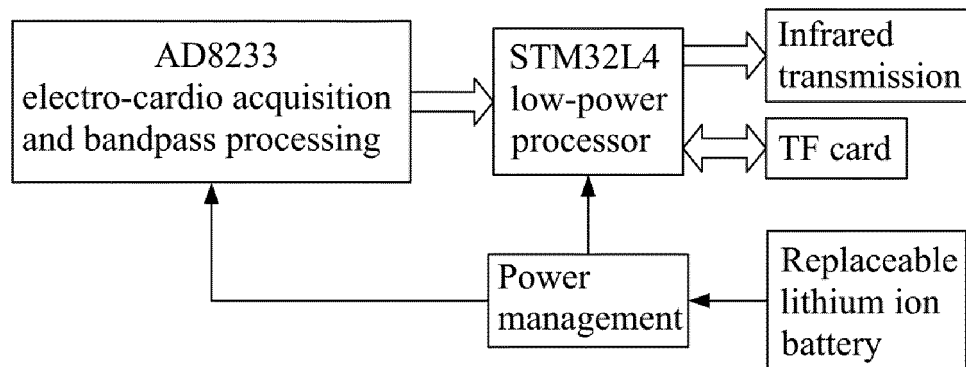 AD8233
electro-cardio acquisition
and bandpass processing
STM32L4
low-power
processor
Infrared
transmission
TF card
Power
management
Replaceable
lithium ion
battery